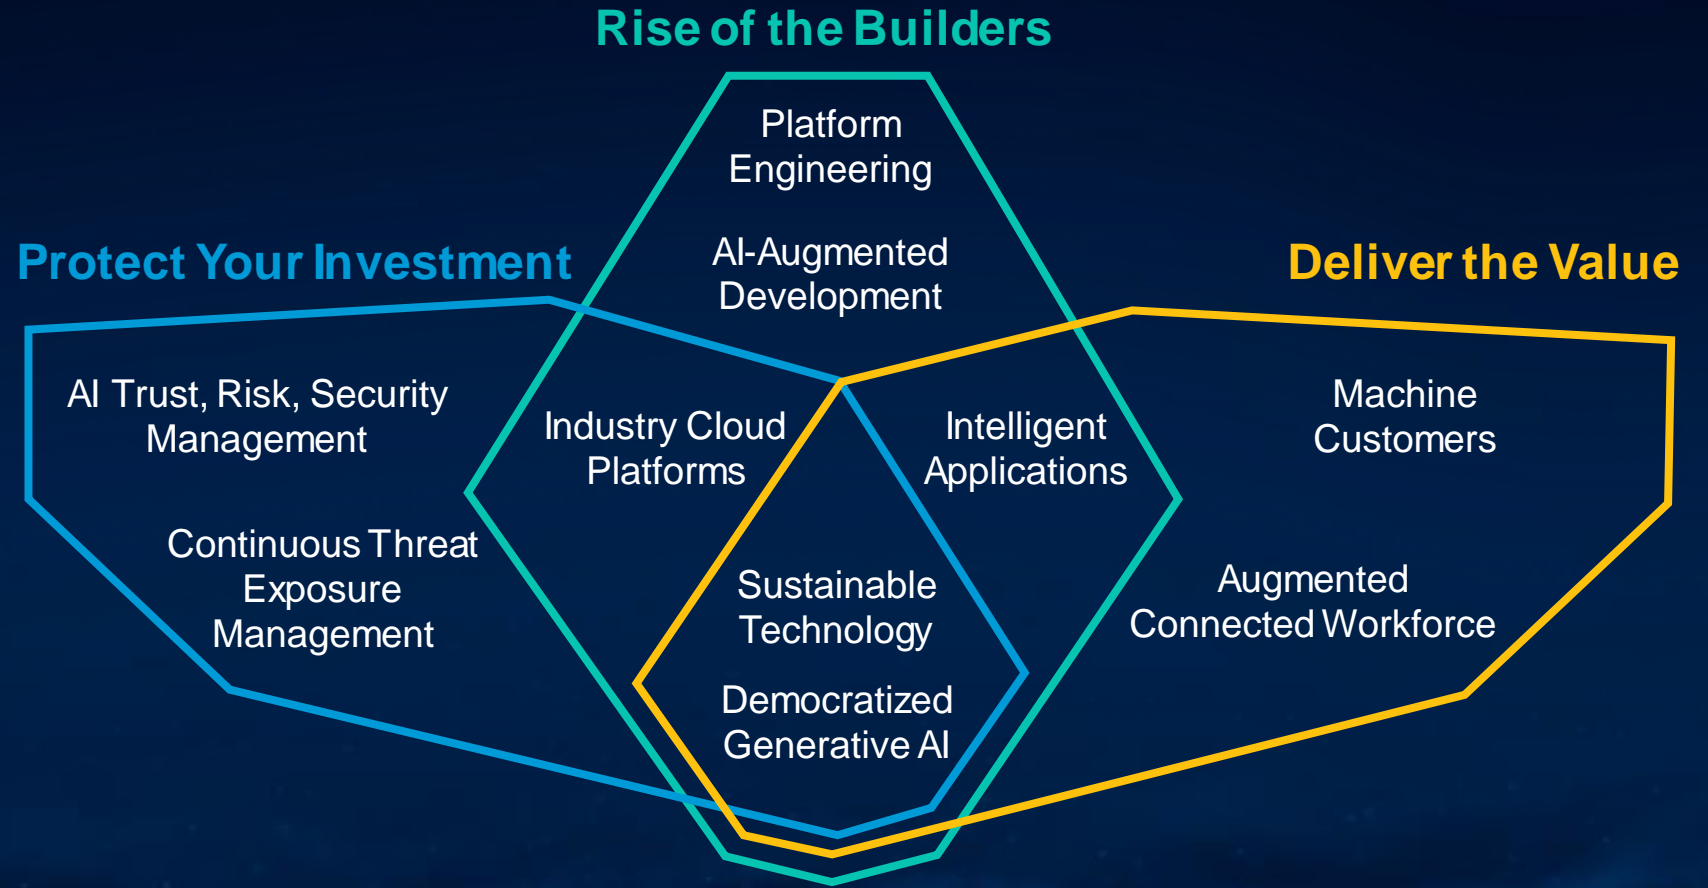 Rise of the Builders
Platform
Engineering
AI-Augmented
Development
Protect Your Investment
Deliver the Value
AI Trust, Risk, Security
Management
Industry Cloud
Platforms
Intelligent
Applications
Machine
Customers
Continuous Threat
Exposure
Management
Sustainable
Technology
Augmented
Connected Workforce
Democratized
Generative AI